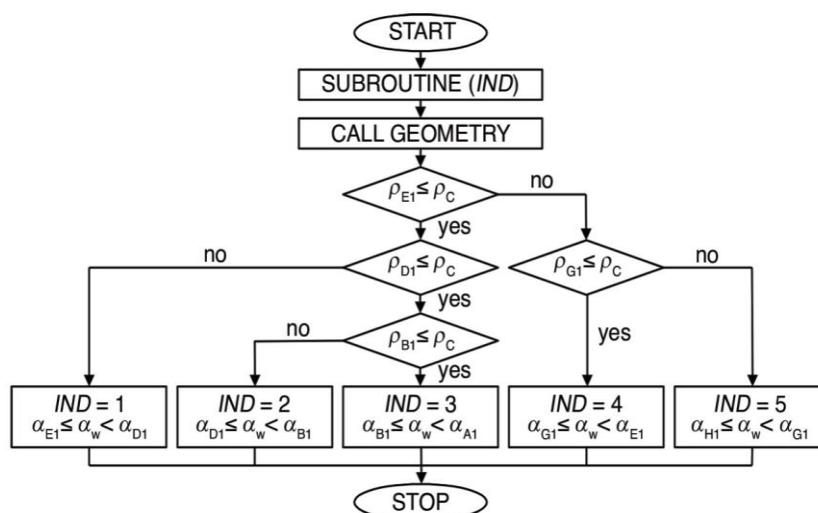 START
SUBROUTINE (IND)
CALL GEOMETRY
ρE1 ≤ ρC
no
yes
no
ρD1 ≤ ρC
ρG1 ≤ ρC
no
yes
no
ρB1 ≤ ρC
yes
yes
IND = 1
αE1 ≤ αw < αD1
IND = 2
αD1 ≤ αw < αB1
IND = 3
αB1 ≤ αw < αA1
IND = 4
αG1 ≤ αw < αE1
IND = 5
αH1 ≤ αw < αG1
STOP